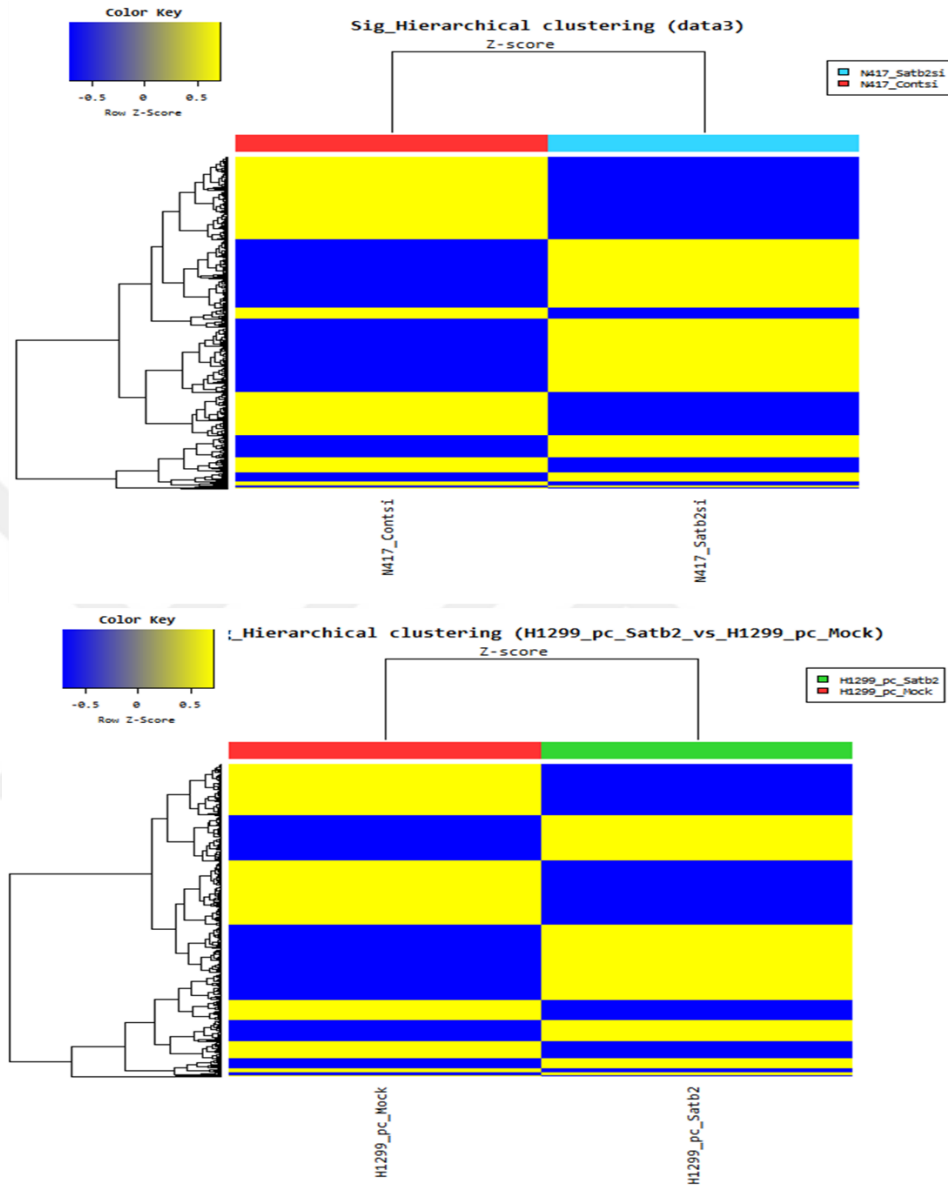 Color Key
Sig_Hierarchical clustering (data3)
Z-score
N417_Satb2si
N417_Contsi
-0.5 0 0.5
Row Z-Score
N417_Contsi
N417_Satb2si
Color Key
_Hierarchical clustering (H1299_pc_Satb2_vs_H1299_pc_Mock)
Z-score
H1299_pc_Satb2
H1299_pc_Mock
-0.5 0 0.5
Row Z-Score
H1299_pc_Mock
H1299_pc_Satb2